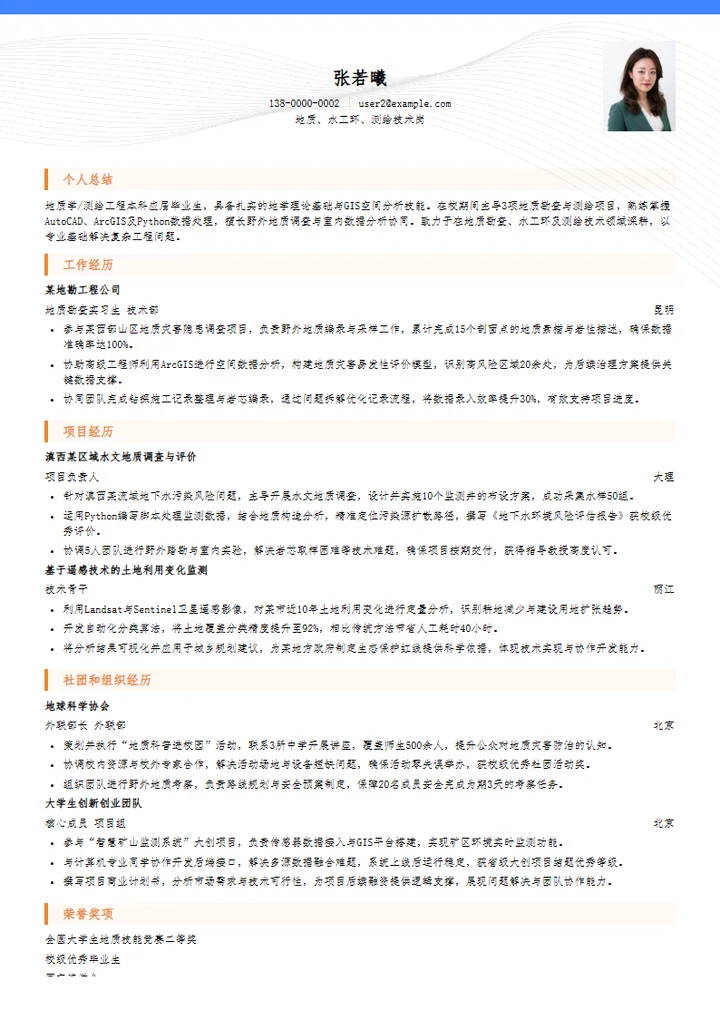 张若曦
138-0000-0002 user2@example.com
地质、水工环、测绘技术岗
个人总结
地质学/测绘工程本科应届毕业生，具备扎实的地学理论基础与GIS空间分析技能。在校期间主导3项地质勘查与测绘项目，熟练掌握
AutoCAD、ArcGIS及Python数据处理，擅长野外地质调查与室内数据分析协同。致力于在地质勘查、水工环及测绘技术领域深耕，以
专业基础解决复杂工程问题。
工作经历
某地勘工程公司
地质勘查实习生 技术部 昆明
• 参与某西部山区地质灾害隐患调查项目，负责野外地质编录与采样工作，累计完成15个剖面点的地质素描与岩性描述，确保数据
准确率达100%。
• 协助高级工程师利用ArcGIS进行空间数据分析，构建地质灾害易发性评价模型，识别高风险区域20余处，为后续治理方案提供关
键数据支撑。
• 协同团队完成钻探施工记录整理与岩芯编录，通过问题拆解优化记录流程，将数据录入效率提升30%，有效支持项目进度。
项目经历
滇西某区域水文地质调查与评价
项目负责人 大理
• 针对滇西某流域地下水污染风险问题，主导开展水文地质调查，设计并实施10个监测井的布设方案，成功采集水样50组。
• 运用Python编写脚本处理监测数据，结合地质构造分析，精准定位污染源扩散路径，撰写《地下水环境风险评估报告》获校级优
秀评价。
• 协调5人团队进行野外踏勘与室内实验，解决岩芯取样困难等技术难题，确保项目按期交付，获得指导教授高度认可。
基于遥感技术的土地利用变化监测
技术骨干 丽江
• 利用Landsat与Sentinel卫星遥感影像，对某市近10年土地利用变化进行定量分析，识别耕地减少与建设用地扩张趋势。
• 开发自动化分类算法，将土地覆盖分类精度提升至92%，相比传统方法节省人工耗时40小时。
• 将分析结果可视化并应用于城乡规划建议，为某地方政府制定生态保护红线提供科学依据，体现技术实现与协作开发能力。
社团和组织经历
地球科学协会
外联部长 外联部 北京
• 策划并执行“地质科普进校园”活动，联系3所中学开展讲座，覆盖师生500余人，提升公众对地质灾害防治的认知。
• 协调校内资源与校外专家合作，解决活动场地与设备短缺问题，确保活动零失误举办，获校级优秀社团活动奖。
• 组织团队进行野外地质考察，负责路线规划与安全预案制定，保障20名成员安全完成为期3天的考察任务。
大学生创新创业团队
核心成员 项目组 北京
• 参与“智慧矿山监测系统”大创项目，负责传感器数据接入与GIS平台搭建，实现矿区环境实时监测功能。
• 与计算机专业同学协作开发后端接口，解决多源数据融合难题，系统上线后运行稳定，获省级大创项目结题优秀等级。
• 撰写项目商业计划书，分析市场需求与技术可行性，为项目后续融资提供逻辑支撑，展现问题解决与团队协作能力。
荣誉奖项
全国大学生地质技能竞赛二等奖
校级优秀毕业生